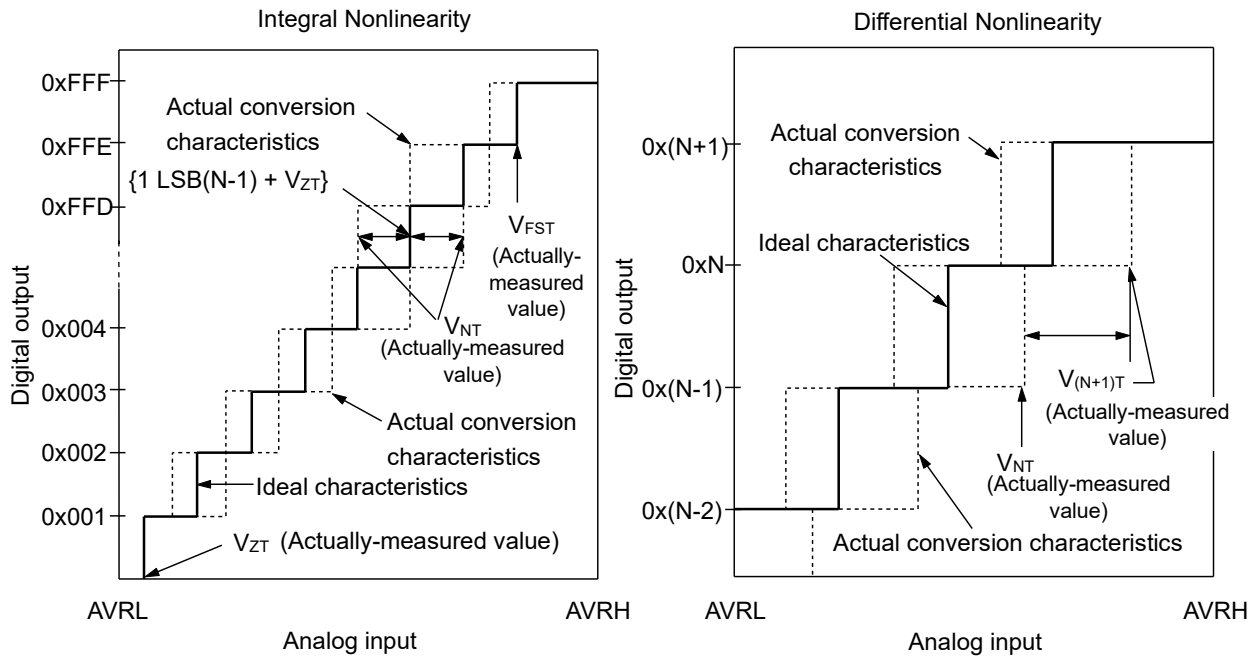 Integral Nonlinearity
0xFFF
0xFFE
0xFFD
0x004
0x003
0x002
0x001
Digital output
Actual conversion
characteristics
{1 LSB(N-1) + VZT}
VFST
(Actually-
measured
value)
VNT
(Actually-measured
value)
Actual conversion
characteristics
Ideal characteristics
VZT (Actually-measured value)
AVRL
AVRH
Analog input
Differential Nonlinearity
0x(N+1)
0xN
0x(N-1)
0x(N-2)
Digital output
Actual conversion
characteristics
Ideal characteristics
V(N+1)T
(Actually-measured
value)
VNT
(Actually-measured
value)
Actual conversion characteristics
AVRL
AVRH
Analog input